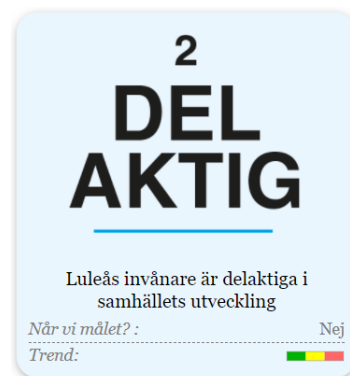 2
DEL
AKTIG
Luleås invånare är delaktiga i
samhällets utveckling
Når vi målet? : Nej
Trend: